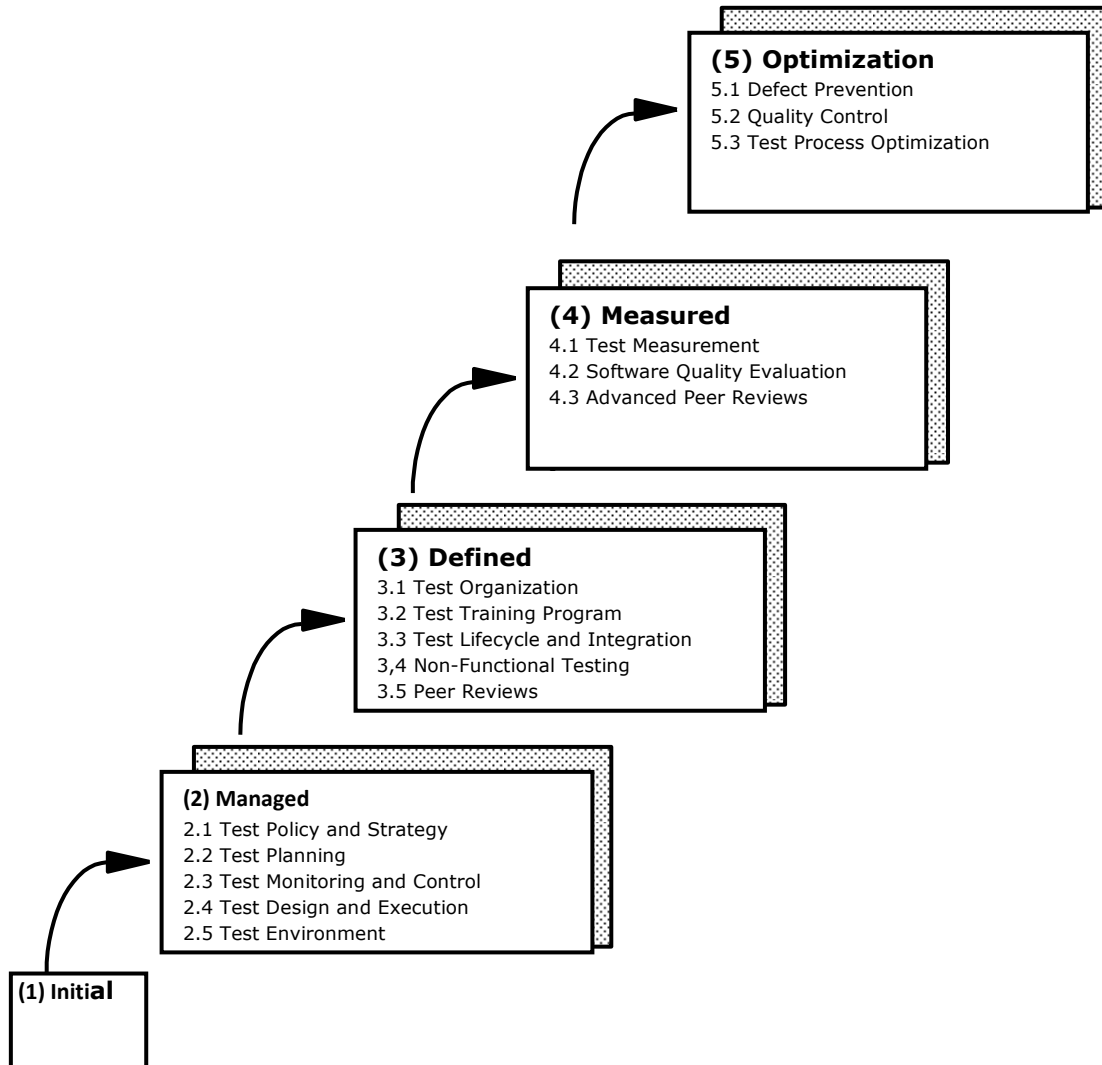 (5) Optimization
5.1 Defect Prevention
5.2 Quality Control
5.3 Test Process Optimization
(4) Measured
4.1 Test Measurement
4.2 Software Quality Evaluation
4.3 Advanced Peer Reviews
(3) Defined
3.1 Test Organization
3.2 Test Training Program
3.3 Test Lifecycle and Integration
3,4 Non-Functional Testing
3.5 Peer Reviews
(2) Managed
2.1 Test Policy and Strategy
2.2 Test Planning
2.3 Test Monitoring and Control
2.4 Test Design and Execution
2.5 Test Environment
(1) Initial